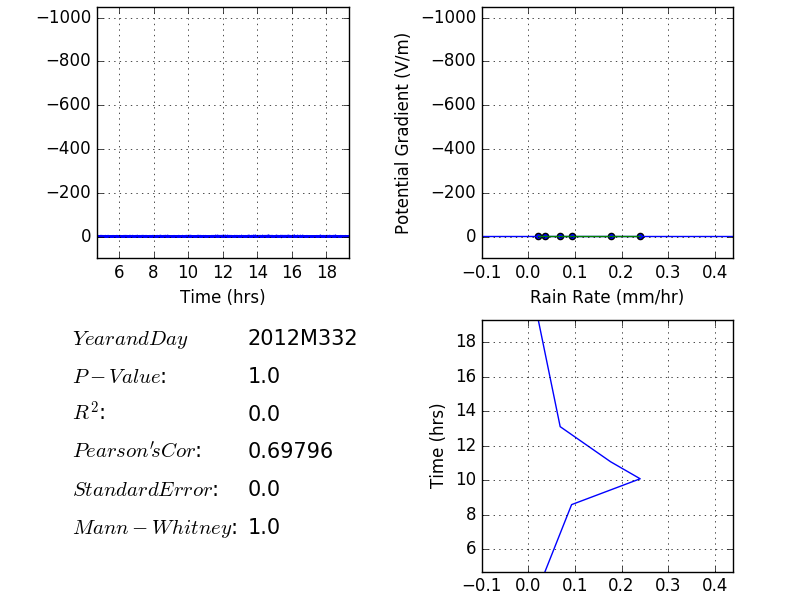 −1000
−800
−600
−400
−200
0
6 8 10 12 14 16 18
Time (hrs)
Potential Gradient (V/m)
−1000
−800
−600
−400
−200
0
−0.1 0.0 0.1 0.2 0.3 0.4
Rain Rate (mm/hr)
YearandDay 2012M332
P−Value: 1.0
R²: 0.0
Pearson'sCor: 0.69796
StandardError: 0.0
Mann−Whitney: 1.0
Time (hrs)
18
16
14
12
10
8
6
−0.1 0.0 0.1 0.2 0.3 0.4